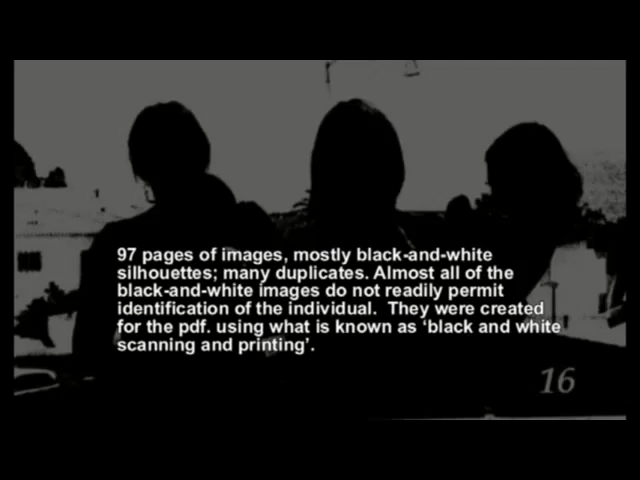 97 pages of images, mostly black-and-white
silhouettes; many duplicates. Almost all of the
black-and-white images do not readily permit
identification of the individual.  They were created
for the pdf. using what is known as ‘black and white
scanning and printing’.
16